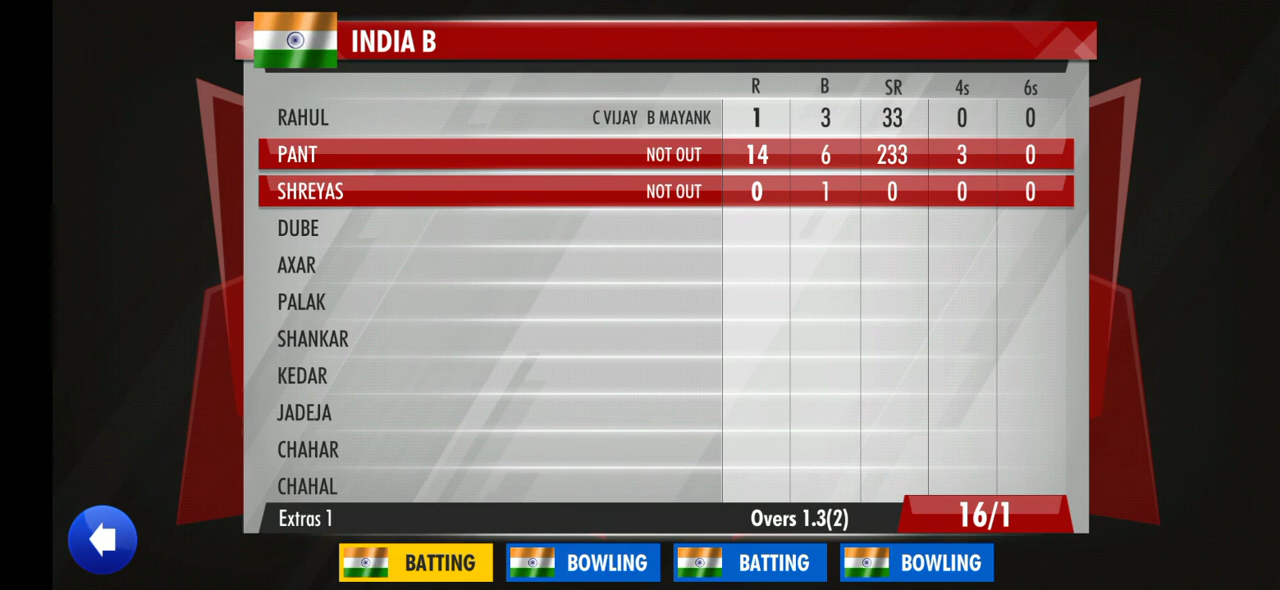 INDIA B
R B SR 4s 6s
RAHUL C VIJAY B MAYANK 1 3 33 0 0
PANT NOT OUT 14 6 233 3 0
SHREYAS NOT OUT 0 1 0 0 0
DUBE
AXAR
PALAK
SHANKAR
KEDAR
JADEJA
CHAHAR
CHAHAL
Extras 1 Overs 1.3(2) 16/1
BATTING BOWLING BATTING BOWLING